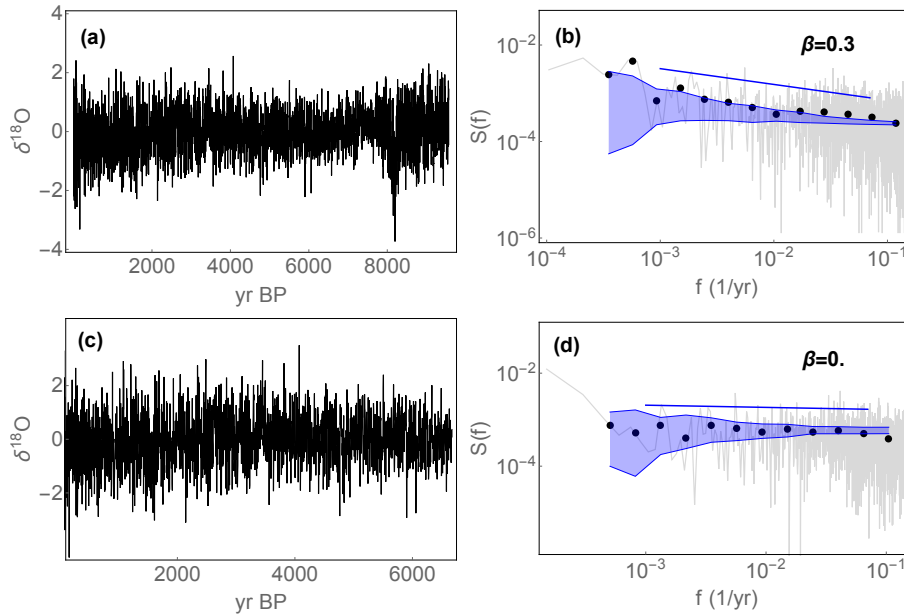 (a)
δ¹⁸O
2
0
−2
−4
2000 4000 6000 8000
yr BP
(b)
β=0.3
S(f)
10⁻²
10⁻⁴
10⁻⁶
10⁻⁴ 10⁻³ 10⁻² 10⁻¹
f (1/yr)
4
(c)
δ¹⁸O
2
0
−2
2000 4000 6000
yr BP
(d)
β=0.
S(f)
10⁻²
10⁻⁴
10⁻³ 10⁻² 10⁻¹
f (1/yr)